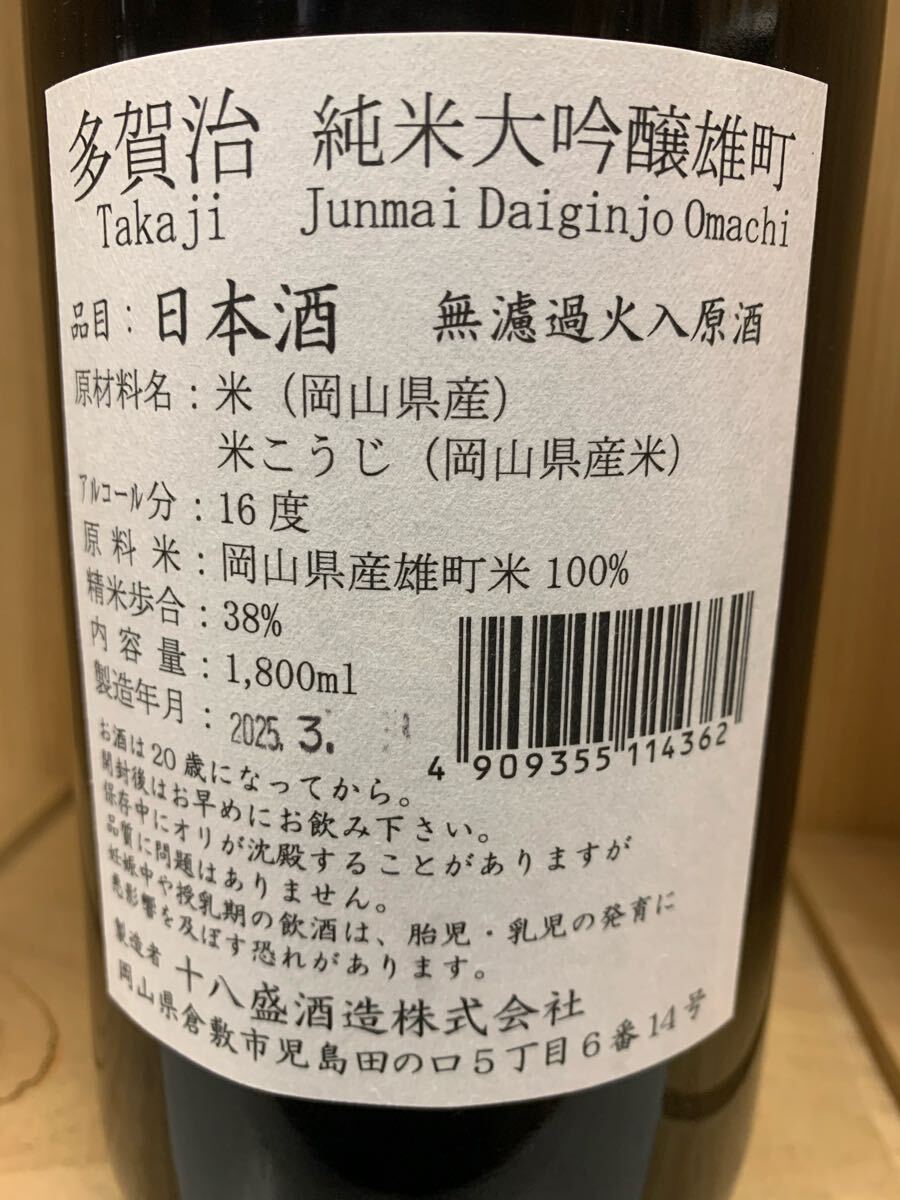 多賀治 純米大吟醸雄町
Takaji Junmai Daiginjo Omachi
品目：日本酒 無濾過火入原酒
原材料名：米（岡山県産）
米こうじ（岡山県産米）
アルコール分：16度
原料米：岡山県産雄町米100%
精米歩合：38%
内容量：1,800ml
製造年月：2025.3.
4 909355 114362
お酒は20歳になってから。
開封後はお早めにお飲み下さい。
保存中にオリが沈殿することがありますが
品質に問題はありません。
妊娠中や授乳期の飲酒は、胎児・乳児の発育に
悪影響を及ぼす恐れがあります。
製造者 十八盛酒造株式会社
岡山県倉敷市児島田の口5丁目6番14号